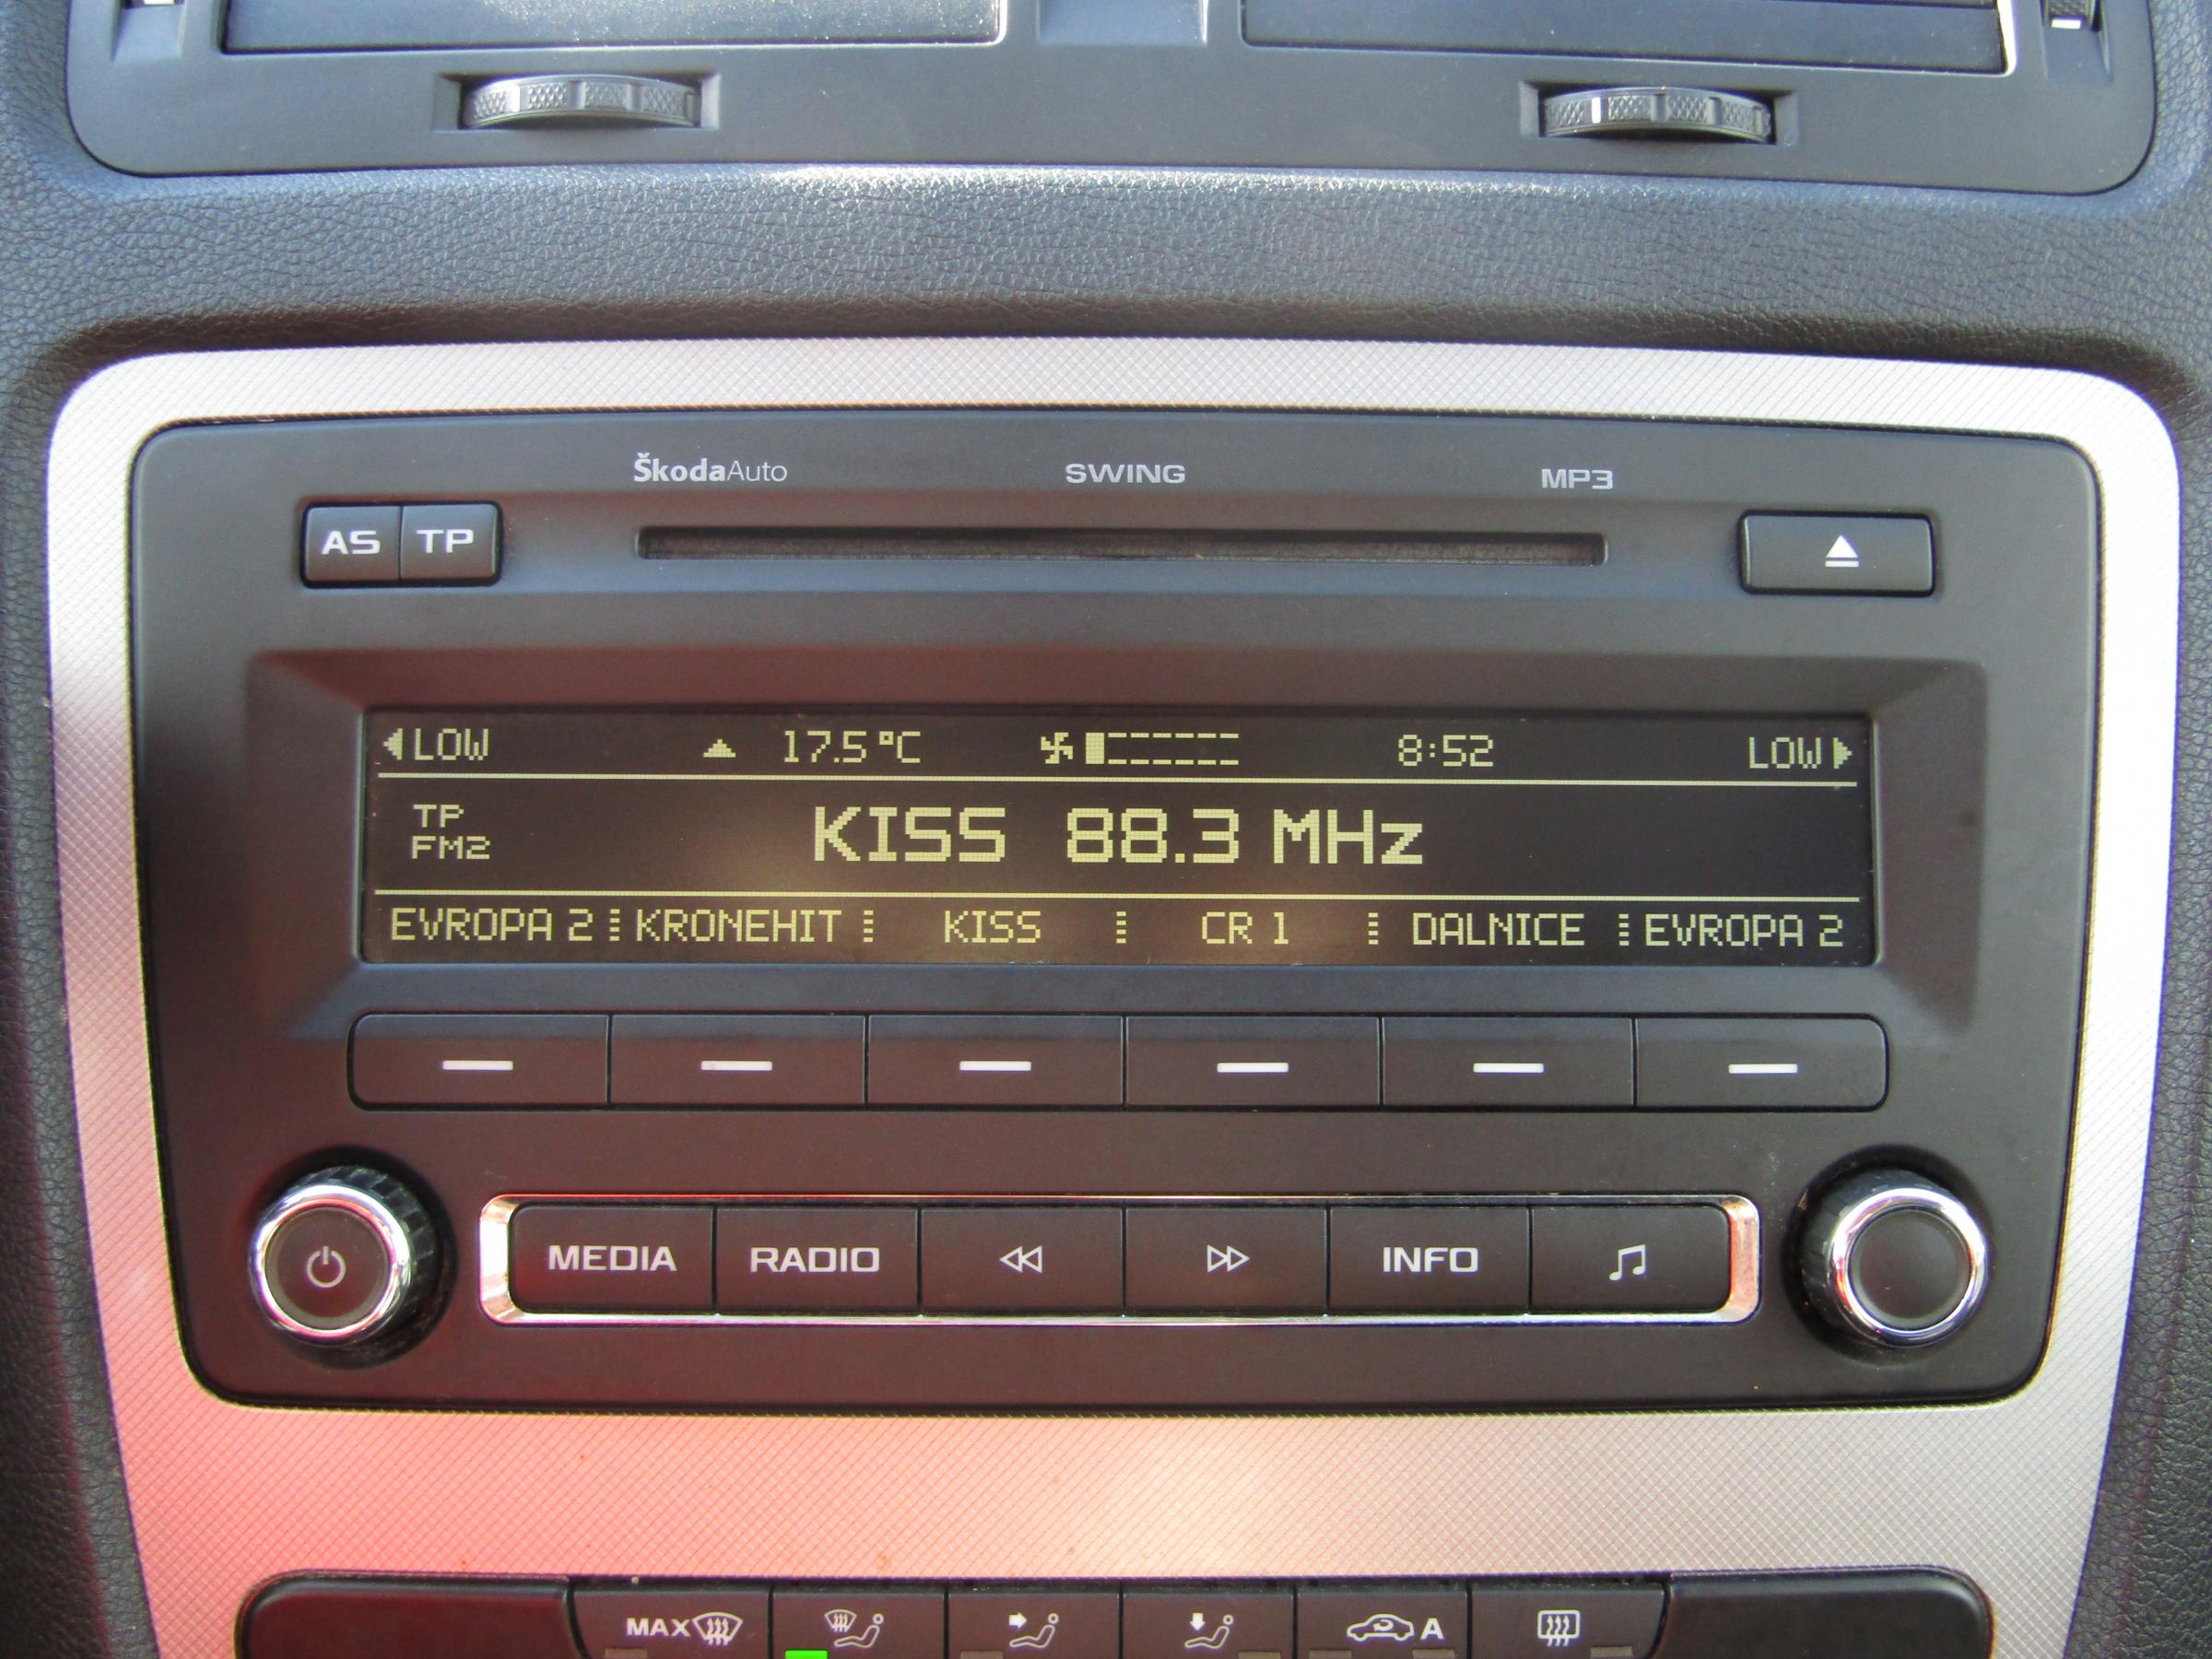 ŠkodaAuto SWING MP3
AS TP
LOW 17.5°C 8:52 LOW
TP
FM2
KISS 88.3 MHz
EVROPA 2 KRONEHIT KISS CR 1 DALNICE EVROPA 2
MEDIA RADIO INFO
MAX A